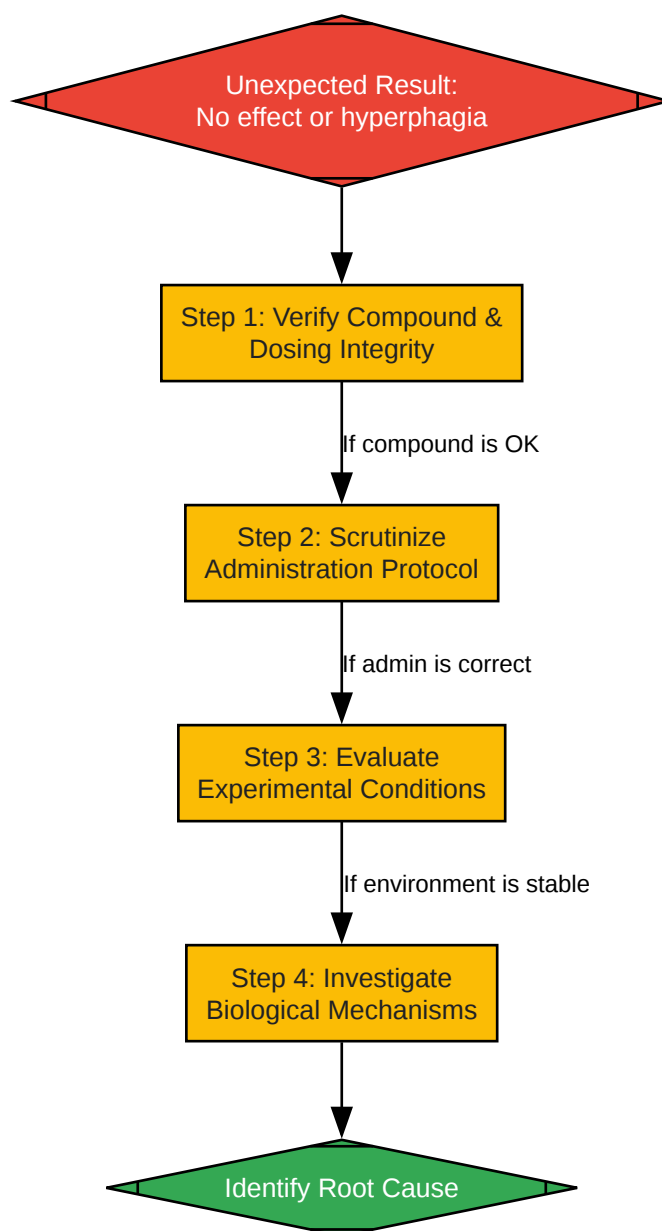 Unexpected Result:
No effect or hyperphagia
Step 1: Verify Compound &
Dosing Integrity
If compound is OK
Step 2: Scrutinize
Administration Protocol
If admin is correct
Step 3: Evaluate
Experimental Conditions
If environment is stable
Step 4: Investigate
Biological Mechanisms
Identify Root Cause